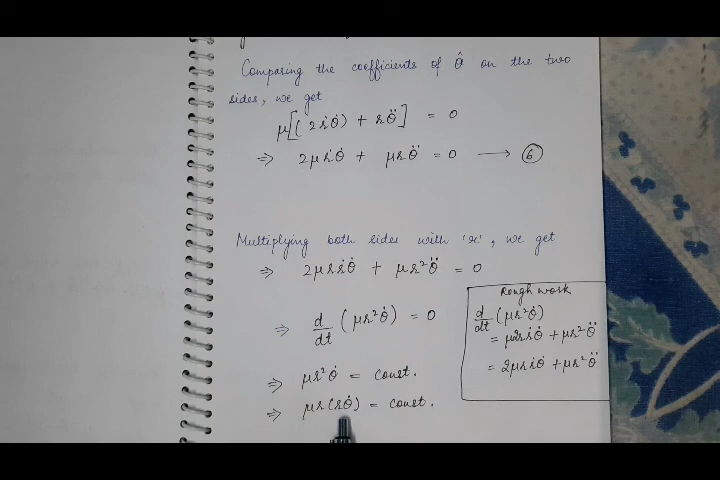 Comparing the coefficients of θ̂ on the two
sides, we get
μ[(2ṙθ̇) + rθ̈] = 0
⇒ 2μṙθ̇ + μrθ̈ = 0 ⟶ ⑥
Multiplying both sides with 'r', we get
⇒ 2μrṙθ̇ + μr²θ̈ = 0
⇒ d/dt (μr²θ̇) = 0
⇒ μr²θ̇ = const.
⇒ μr(rθ̇) = const.
Rough work
d/dt (μr²θ̇)
= μ2rṙθ̇ + μr²θ̈
= 2μrṙθ̇ + μr²θ̈